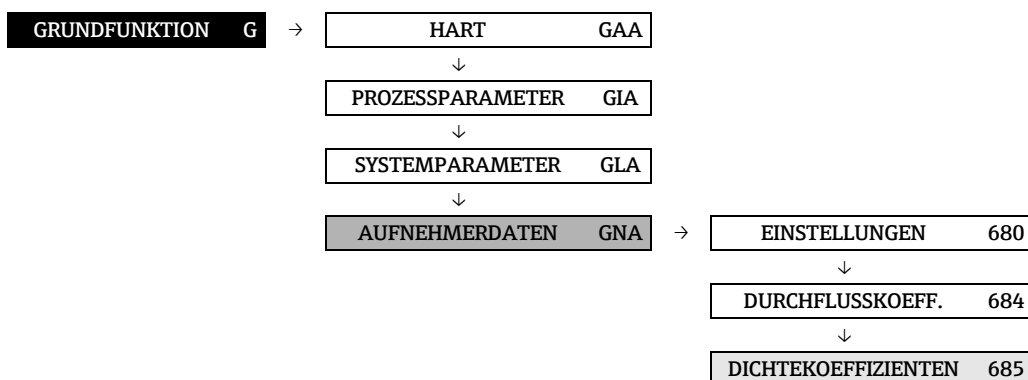 GRUNDFUNKTION G → HART GAA
↓
PROZESSPARAMETER GIA
↓
SYSTEMPARAMETER GLA
↓
AUFNEHMERDATEN GNA → EINSTELLUNGEN 680
↓
DURCHFLUSSKOEFF. 684
↓
DICHTEKOEFFIZIENTEN 685